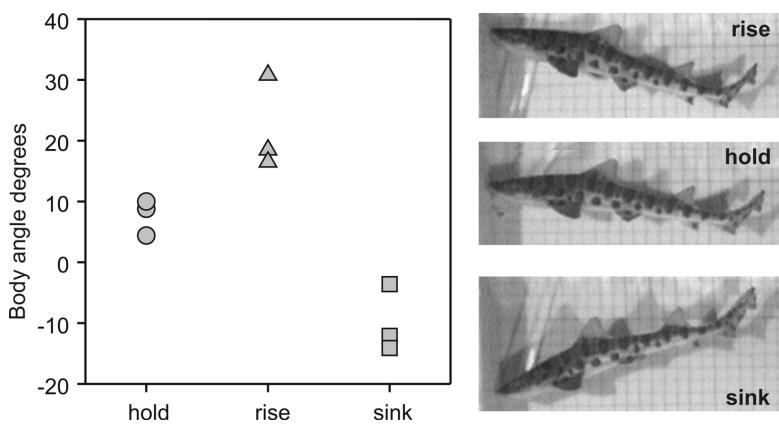 Body angle degrees
40
30
20
10
0
-10
-20
hold
rise
sink
rise
hold
sink